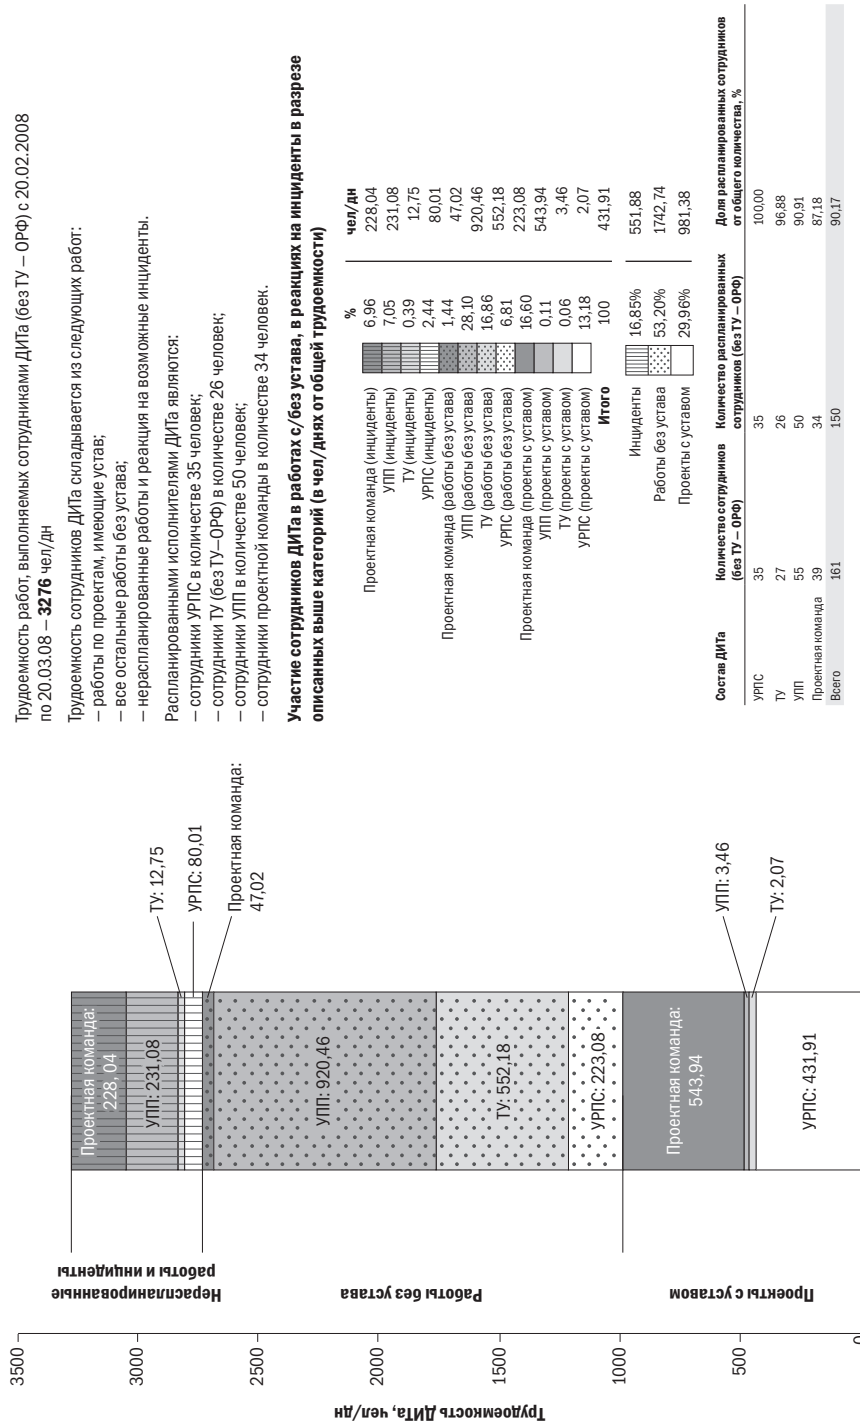 Трудоемкость работ, выполняемых сотрудниками ДИТа (без ТУ – ОРФ) с 20.02.2008
по 20.03.08 – 3276 чел/дн
Трудоемкость сотрудников ДИТа складывается из следующих работ:
– работы по проектам, имеющие устав;
– все остальные работы без устава;
– нераспланированные работы и реакция на возможные инциденты.
Распланированными исполнителями ДИТа являются:
– сотрудники УРПС в количестве 35 человек;
– сотрудники ТУ (без ТУ–ОРФ) в количестве 26 человек;
– сотрудники УПП в количестве 50 человек;
– сотрудники проектной команды в количестве 34 человек.
Участие сотрудников ДИТа в работах с/без устава, в реакциях на инциденты в разрезе
описанных выше категорий (в чел/днях от общей трудоемкости)
% чел/дн
Проектная команда (инциденты) 6,96 228,04
УПП (инциденты) 7,05 231,08
ТУ (инциденты) 0,39 12,75
УРПС (инциденты) 2,44 80,01
Проектная команда (работы без устава) 1,44 47,02
УПП (работы без устава) 28,10 920,46
ТУ (работы без устава) 16,86 552,18
УРПС (работы без устава) 6,81 223,08
Проектная команда (проекты с уставом) 16,60 543,94
УПП (проекты с уставом) 0,11 3,46
ТУ (проекты с уставом) 0,06 2,07
УРПС (проекты с уставом) 13,18 431,91
Итого 100
Инциденты 16,85% 551,88
Работы без устава 53,20% 1742,74
Проекты с уставом 29,96% 981,38
Состав ДИТа Количество сотрудников (без ТУ – ОРФ) Количество распланированных сотрудников (без ТУ – ОРФ) Доля распланированных сотрудников от общего количества, %
УРПС 35 35 100,00
ТУ 27 26 96,88
УПП 55 50 90,91
Проектная команда 39 34 87,18
Всего 161 150 90,17
Трудоемкость ДИТа, чел/дн
3500
3000
2500
2000
1500
1000
500
0
Нераспланированные
работы и инциденты
Работы без устава
Проекты с уставом
Проектная команда:
228, 04
УПП: 231,08
ТУ: 12,75
УРПС: 80,01
Проектная команда:
47,02
УПП: 920,46
ТУ: 552,18
УРПС: 223,08
Проектная команда:
543,94
УПП: 3,46
ТУ: 2,07
УРПС: 431,91